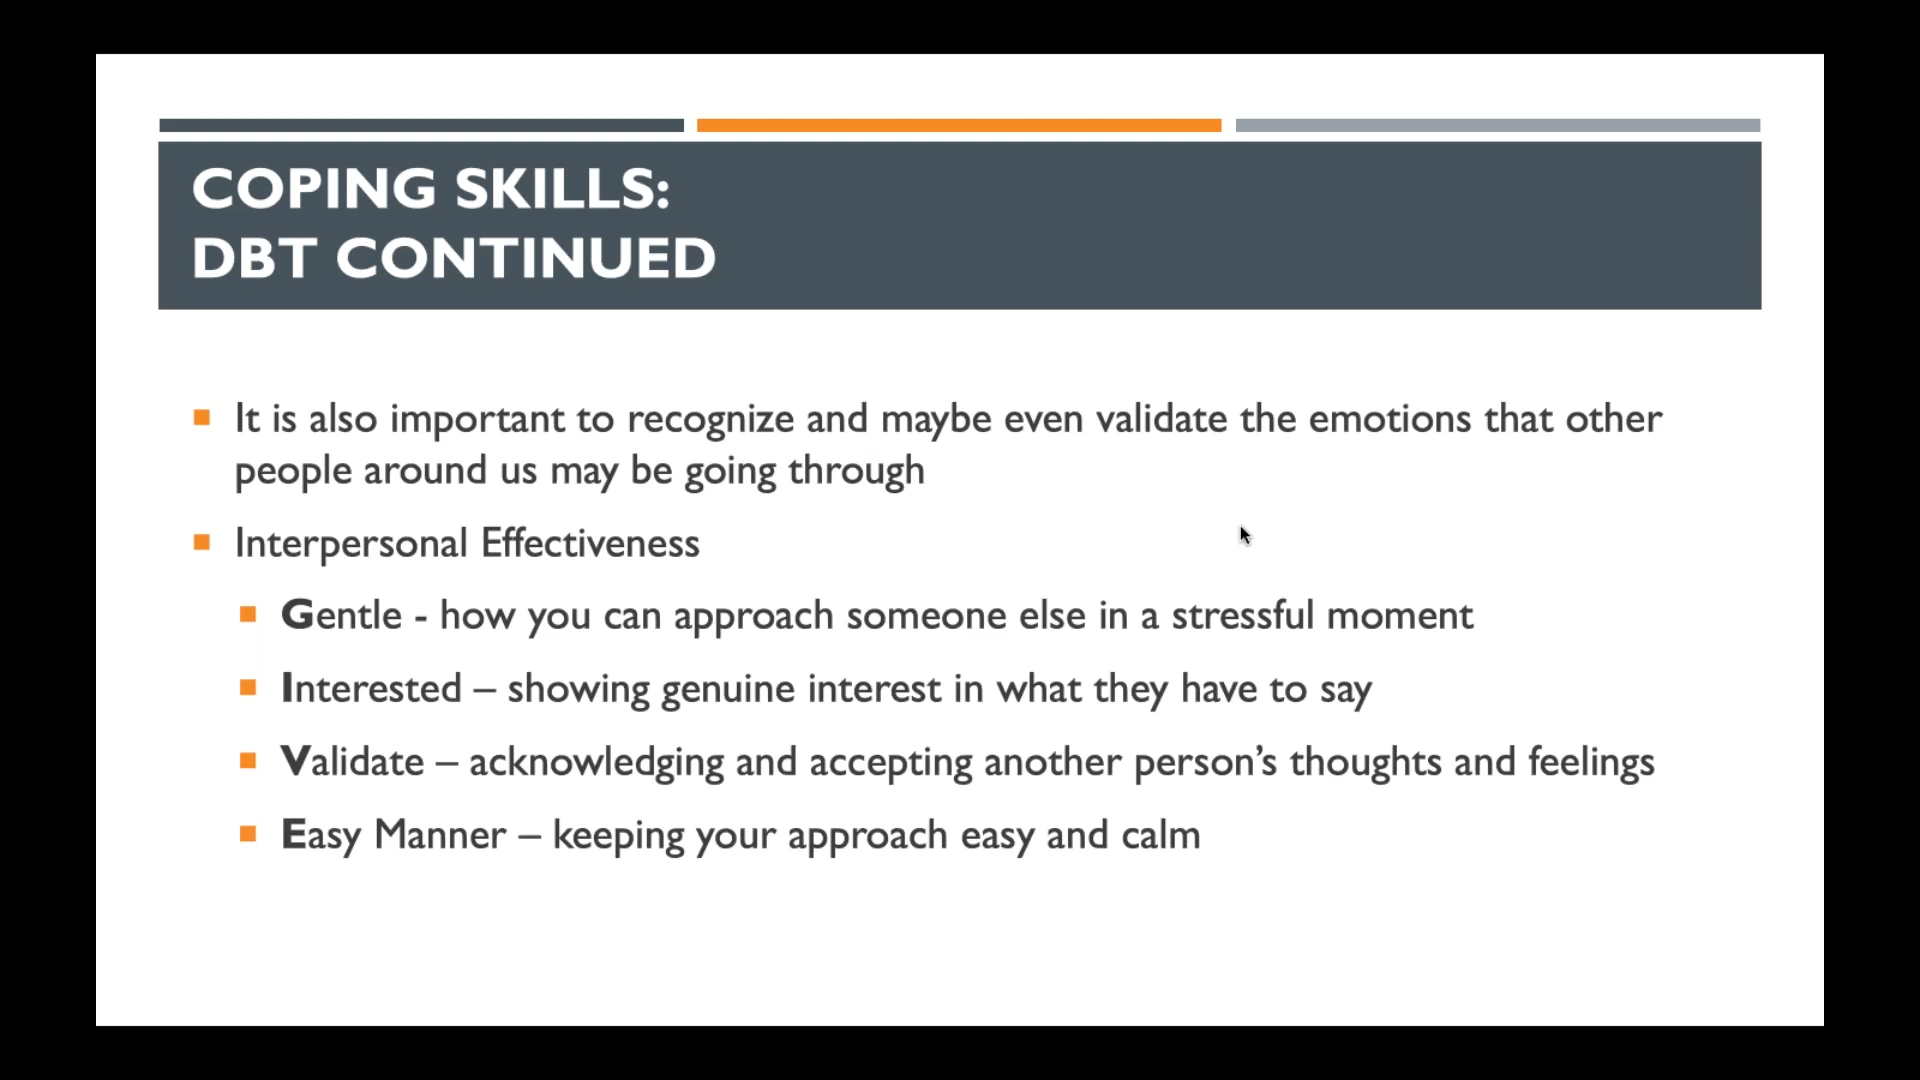 COPING SKILLS:
DBT CONTINUED
It is also important to recognize and maybe even validate the emotions that other
people around us may be going through
Interpersonal Effectiveness
Gentle - how you can approach someone else in a stressful moment
Interested – showing genuine interest in what they have to say
Validate – acknowledging and accepting another person’s thoughts and feelings
Easy Manner – keeping your approach easy and calm